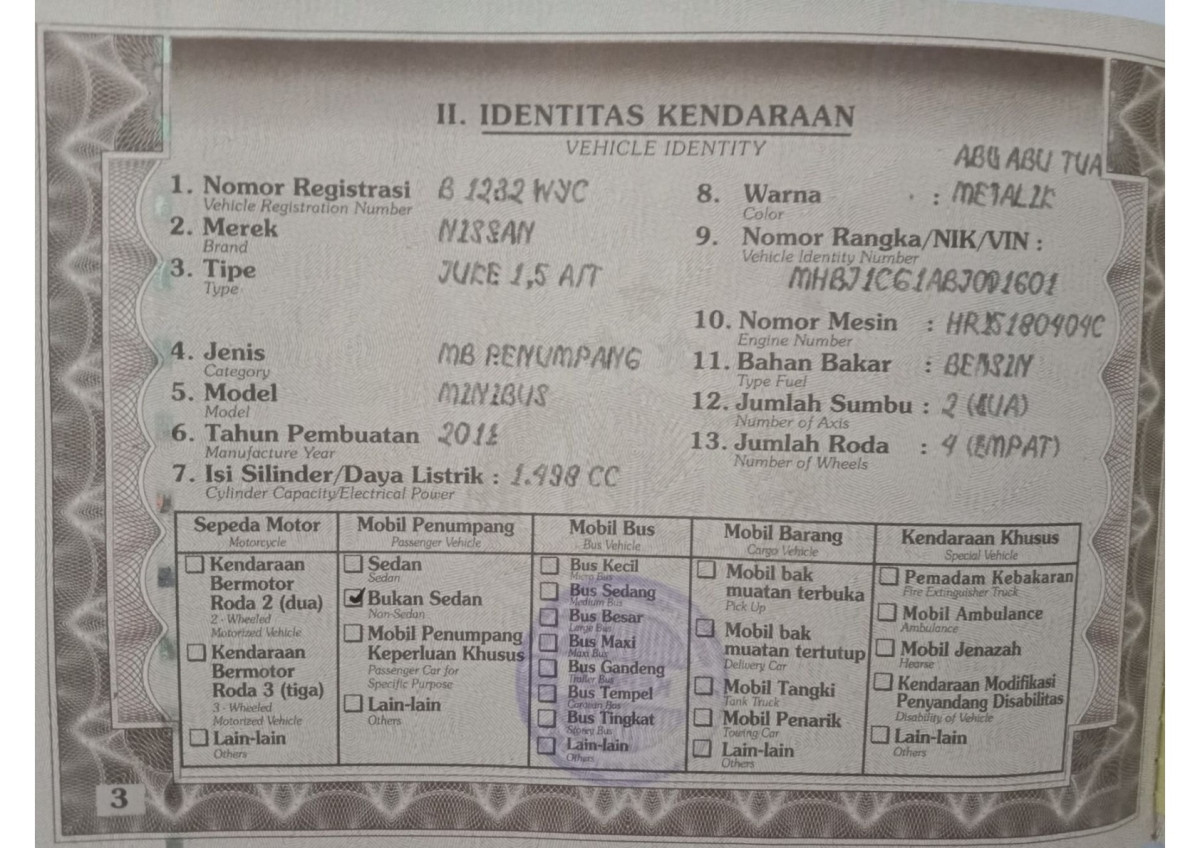 II. IDENTITAS KENDARAAN
VEHICLE IDENTITY
1. Nomor Registrasi B 1232 WYC
Vehicle Registration Number
2. Merek NISSAN
Brand
3. Tipe JUKE 1,5 A/T
Type
4. Jenis MB PENUMPANG
Category
5. Model MINIBUS
Model
6. Tahun Pembuatan 2011
Manufacture Year
7. Isi Silinder/Daya Listrik : 1.498 CC
Cylinder Capacity/Electrical Power
ABU ABU TUA
8. Warna : METALIK
Color
9. Nomor Rangka/NIK/VIN :
Vehicle Identity Number
MHBJ1CG1ABJ001601
10. Nomor Mesin : HR15180404C
Engine Number
11. Bahan Bakar : BENSIN
Type Fuel
12. Jumlah Sumbu : 2 (DUA)
Number of Axis
13. Jumlah Roda : 4 (EMPAT)
Number of Wheels
Sepeda Motor
Motorcycle
Kendaraan
Bermotor
Roda 2 (dua)
2 - Wheeled
Motorized Vehicle
Kendaraan
Bermotor
Roda 3 (tiga)
3 - Wheeled
Motorized Vehicle
Lain-lain
Others
Mobil Penumpang
Passenger Vehicle
Sedan
Sedan
Bukan Sedan
Non-Sedan
Mobil Penumpang
Keperluan Khusus
Passenger Car for
Specific Purpose
Lain-lain
Others
Mobil Bus
Bus Vehicle
Bus Kecil
Micro Bus
Bus Sedang
Medium Bus
Bus Besar
Large Bus
Bus Maxi
Maxi Bus
Bus Gandeng
Trailer Bus
Bus Tempel
Caravan Bus
Bus Tingkat
Storey Bus
Lain-lain
Others
Mobil Barang
Cargo Vehicle
Mobil bak
muatan terbuka
Pick Up
Mobil bak
muatan tertutup
Delivery Car
Mobil Tangki
Tank Truck
Mobil Penarik
Towing Car
Lain-lain
Others
Kendaraan Khusus
Special Vehicle
Pemadam Kebakaran
Fire Extinguisher Truck
Mobil Ambulance
Ambulance
Mobil Jenazah
Hearse
Kendaraan Modifikasi
Penyandang Disabilitas
Disability of Vehicle
Lain-lain
Others
3